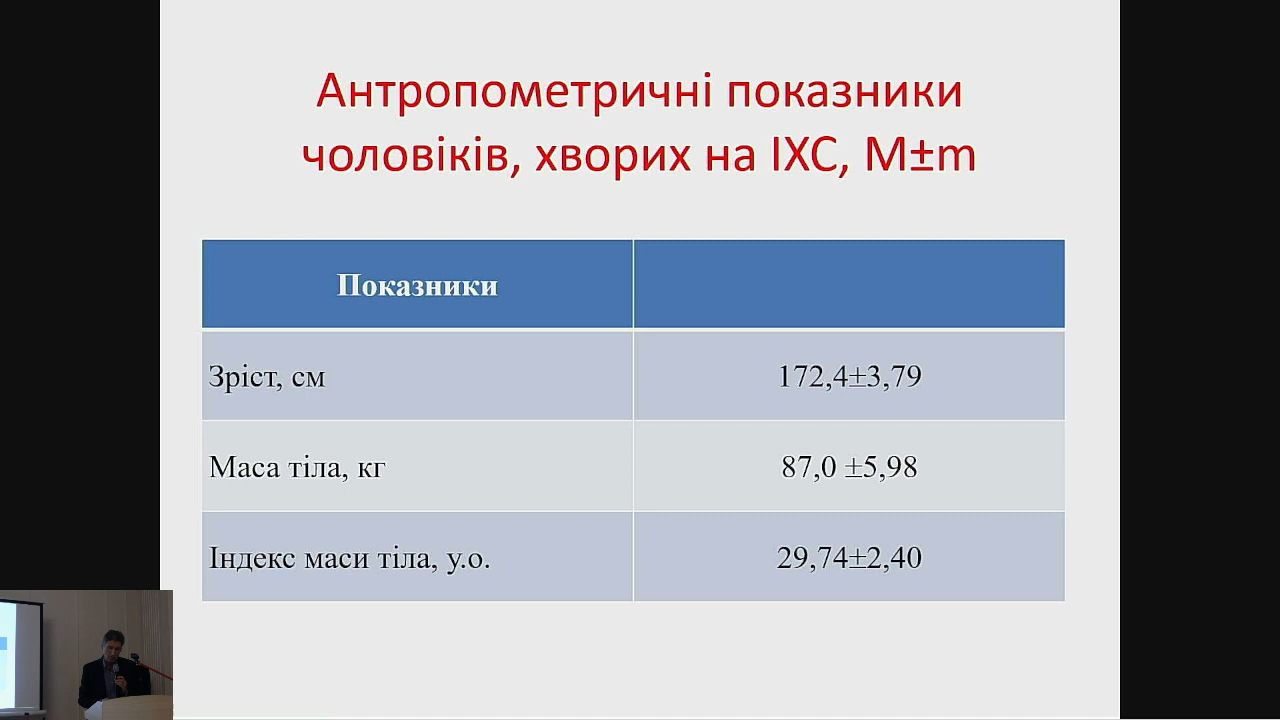 Антропометричні показники
чоловіків, хворих на ІХС, M±m
Показники
Зріст, см
172,4±3,79
Маса тіла, кг
87,0 ±5,98
Індекс маси тіла, у.о.
29,74±2,40